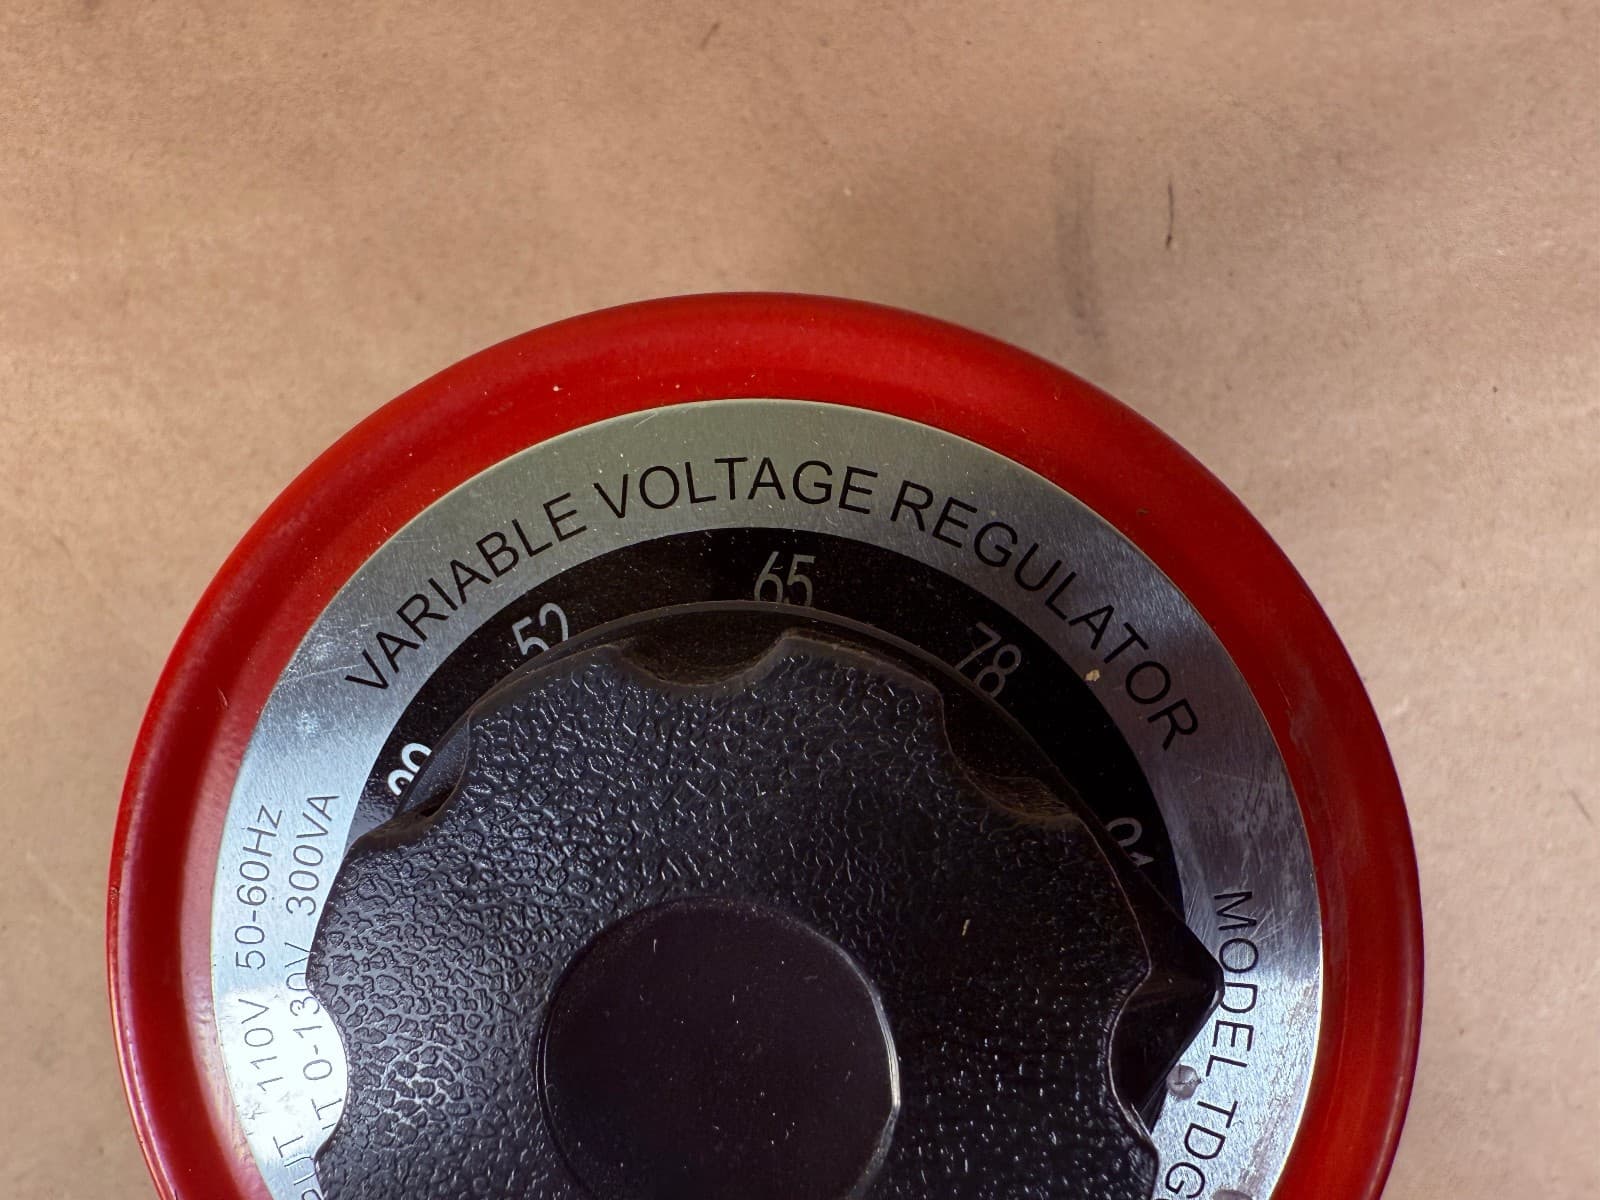 VARIABLE VOLTAGE REGULATOR
52
65
78
110V 50-60Hz
0-130V 300VA
MODEL